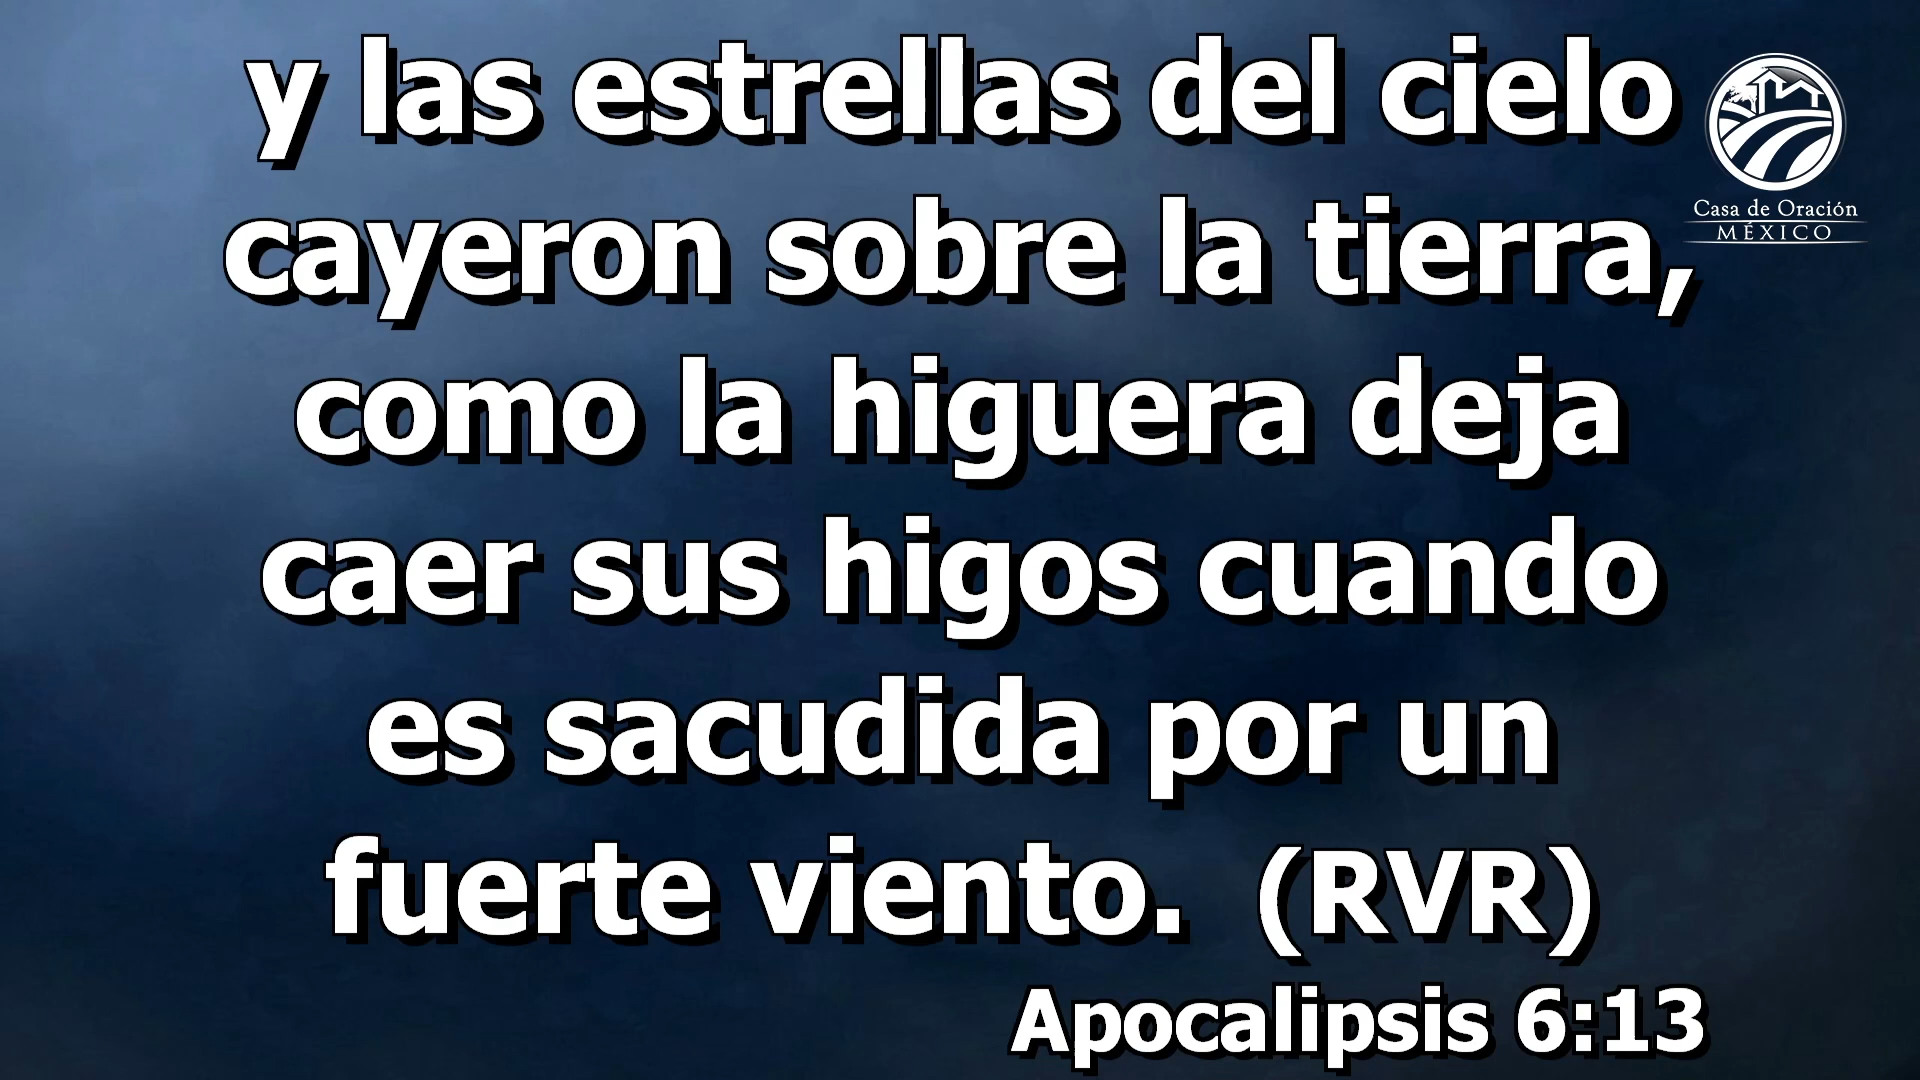 y las estrellas del cielo
cayeron sobre la tierra,
como la higuera deja
caer sus higos cuando
es sacudida por un
fuerte viento.  (RVR)
Apocalipsis 6:13
Casa de Oración
MÉXICO